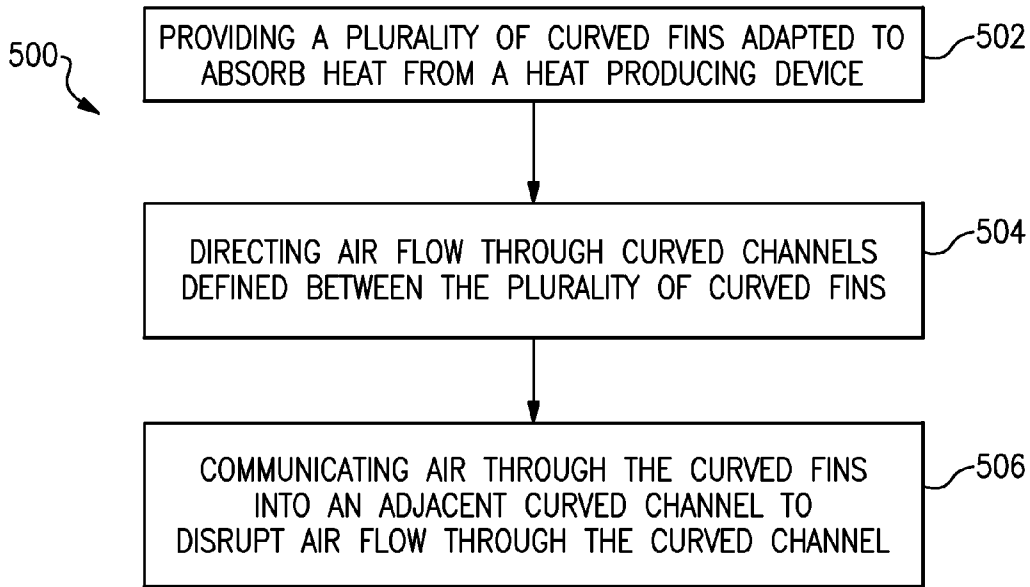 500
PROVIDING A PLURALITY OF CURVED FINS ADAPTED TO
ABSORB HEAT FROM A HEAT PRODUCING DEVICE
502
DIRECTING AIR FLOW THROUGH CURVED CHANNELS
DEFINED BETWEEN THE PLURALITY OF CURVED FINS
504
COMMUNICATING AIR THROUGH THE CURVED FINS
INTO AN ADJACENT CURVED CHANNEL TO
DISRUPT AIR FLOW THROUGH THE CURVED CHANNEL
506